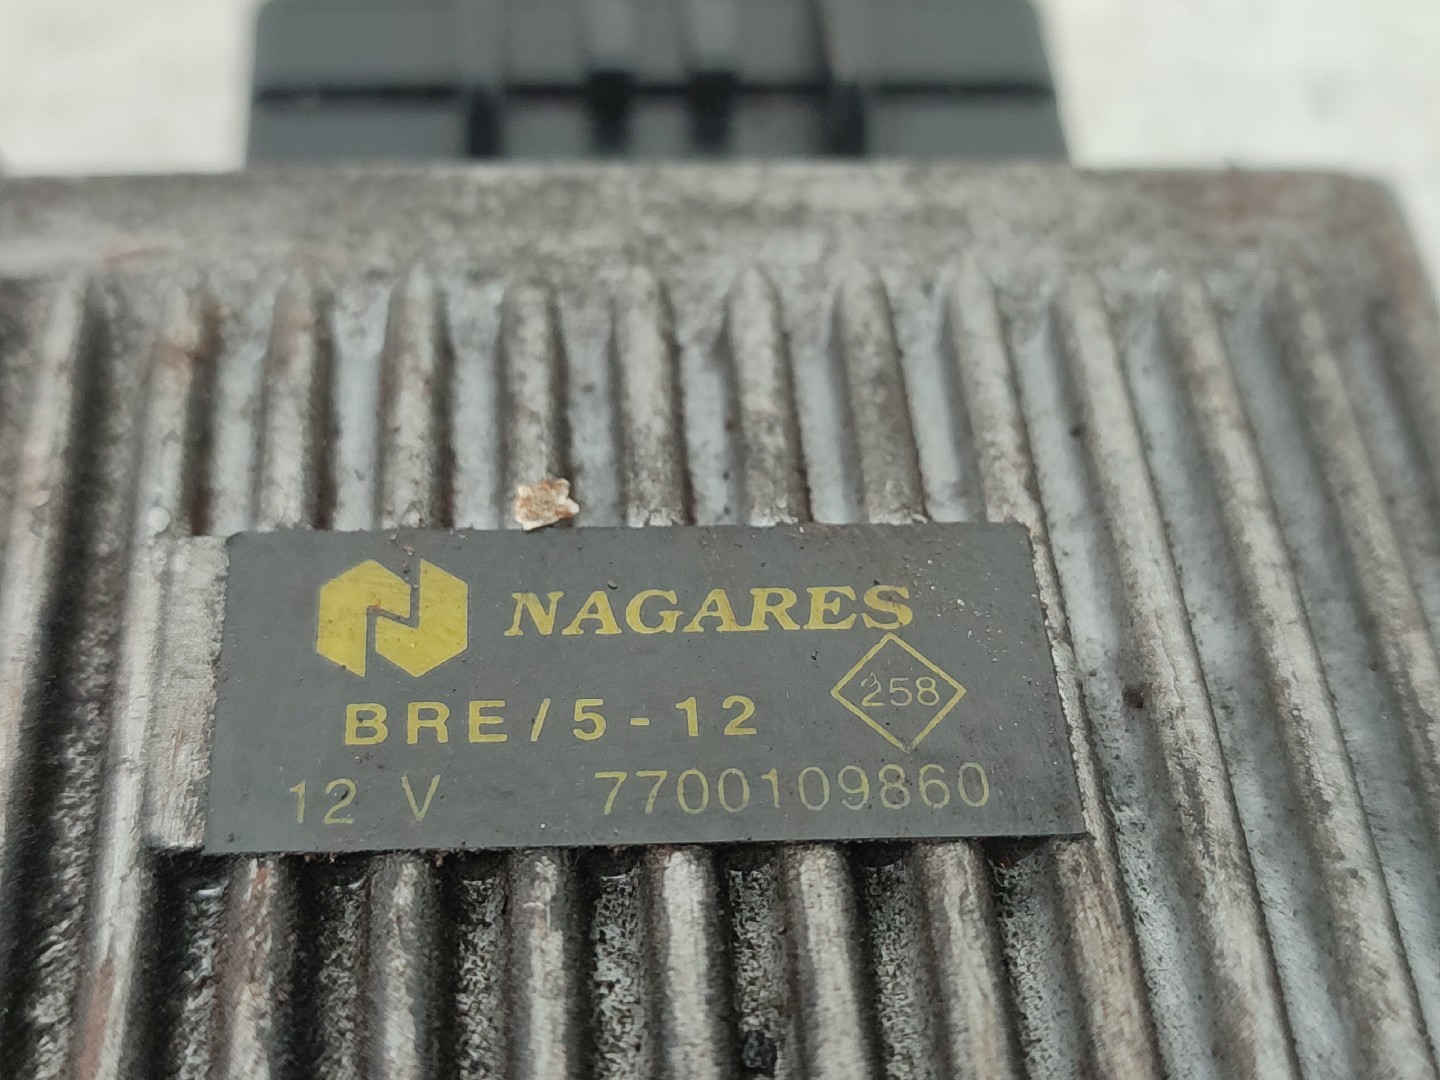 NAGARES
258
BRE/5-12
12 V 7700109860